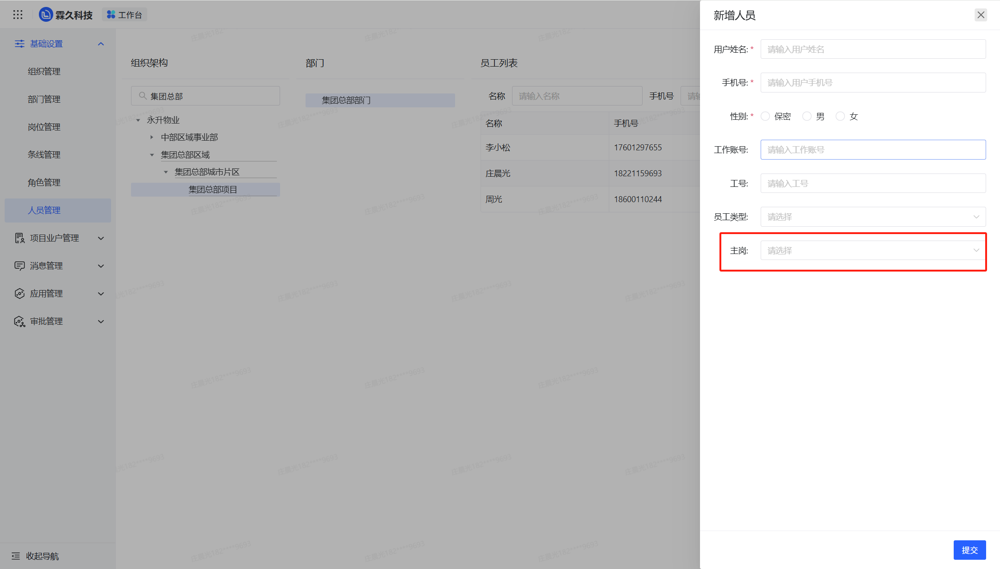 霖久科技
工作台
基础设置
组织管理
部门管理
岗位管理
条线管理
角色管理
人员管理
项目业户管理
消息管理
应用管理
审批管理
收起导航
组织架构
集团总部
永升物业
中部区域事业部
集团总部区域
集团总部城市片区
集团总部项目
部门
集团总部部门
员工列表
名称 请输入名称 手机号 请输
名称 手机号
李小松 17601297655
庄晨光 18221159693
周光 18600110244
庄晨光182****9693
新增人员
用户姓名: * 请输入用户姓名
手机号: * 请输入用户手机号
性别: * 保密 男 女
工作账号: 请输入工作账号
工号: 请输入工号
员工类型: 请选择
主岗: 请选择
提交